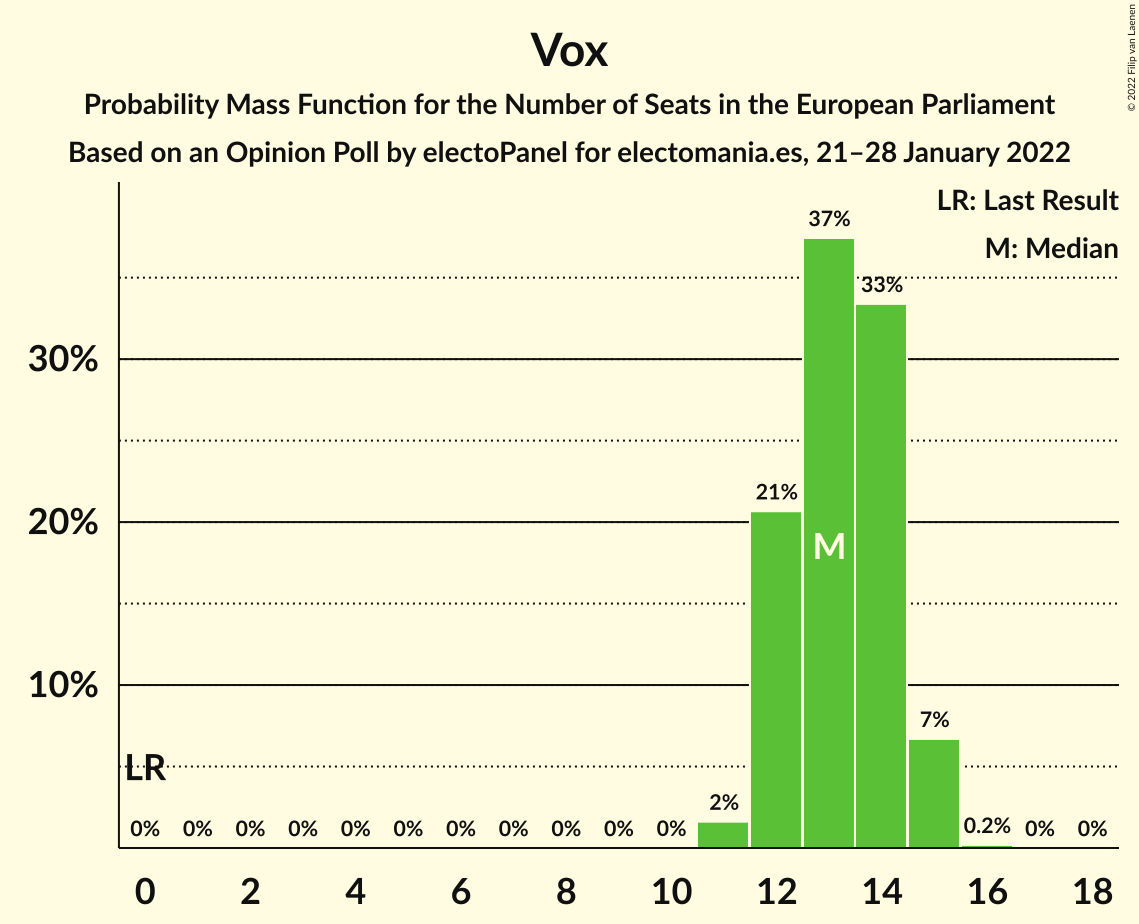 Vox
Probability Mass Function for the Number of Seats in the European Parliament
Based on an Opinion Poll by electoPanel for electomania.es, 21–28 January 2022
© 2022 Filip van Laenen
LR: Last Result
M: Median
37%
33%
30%
21%
20%
M
10%
7%
LR
2%
0% 0% 0% 0% 0% 0% 0% 0% 0% 0% 0% 0.2% 0% 0%
0 2 4 6 8 10 12 14 16 18